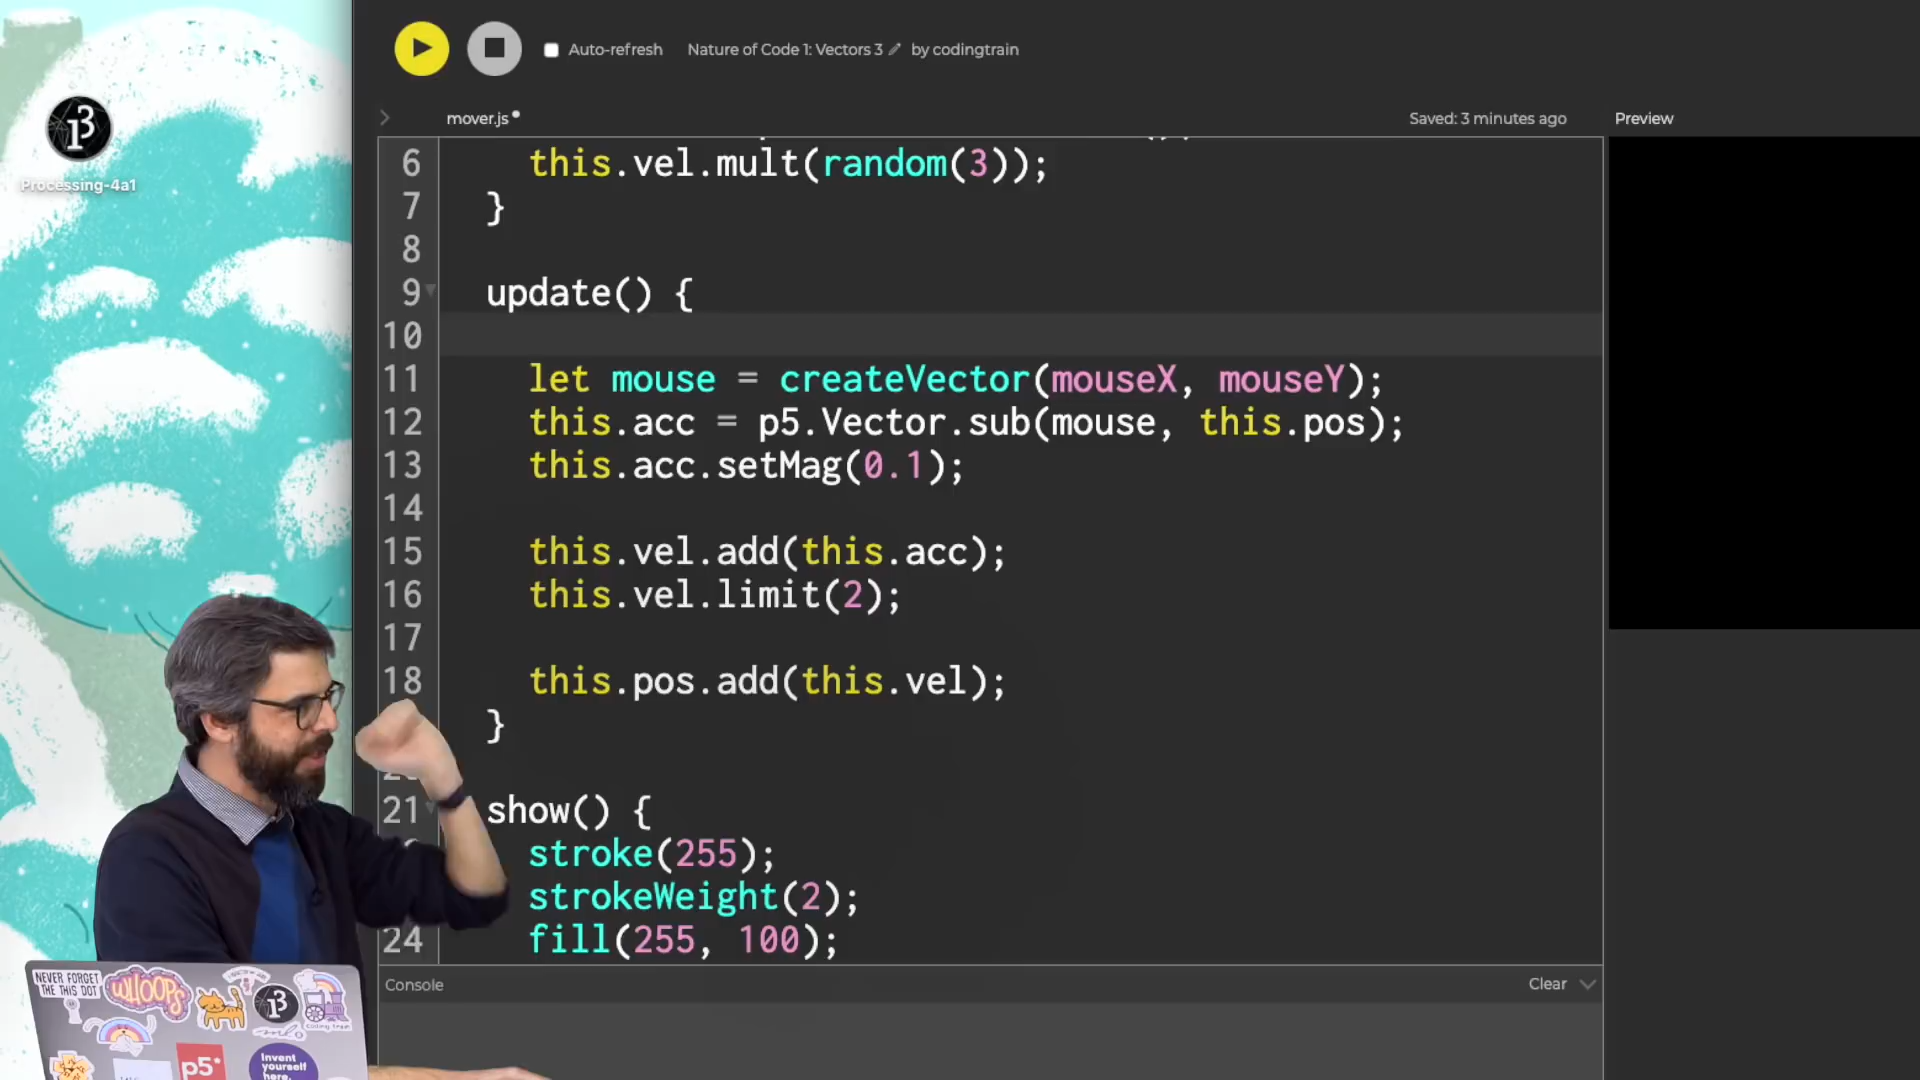 Auto-refresh
Nature of Code 1: Vectors 3
by codingtrain
mover.js
Saved: 3 minutes ago
Preview
Processing-4a1
6 this.vel.mult(random(3));
7 }
8
9 update() {
10
11 let mouse = createVector(mouseX, mouseY);
12 this.acc = p5.Vector.sub(mouse, this.pos);
13 this.acc.setMag(0.1);
14
15 this.vel.add(this.acc);
16 this.vel.limit(2);
17
18 this.pos.add(this.vel);
}
21 show() {
stroke(255);
strokeWeight(2);
24 fill(255, 100);
Console
Clear
NEVER FORGET
THE THIS DOT
WHOOPS
coding train
p5*
Invent
yourself
here.